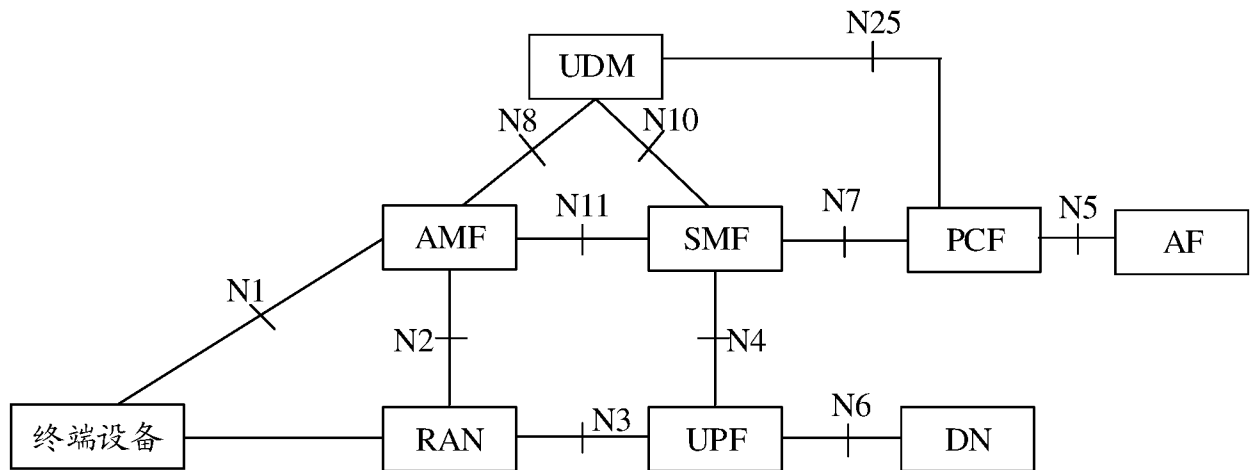 N25
UDM
N8
N10
N11
N7
N5
AMF
SMF
PCF
AF
N1
N2
N4
终端设备
RAN
N3
UPF
N6
DN